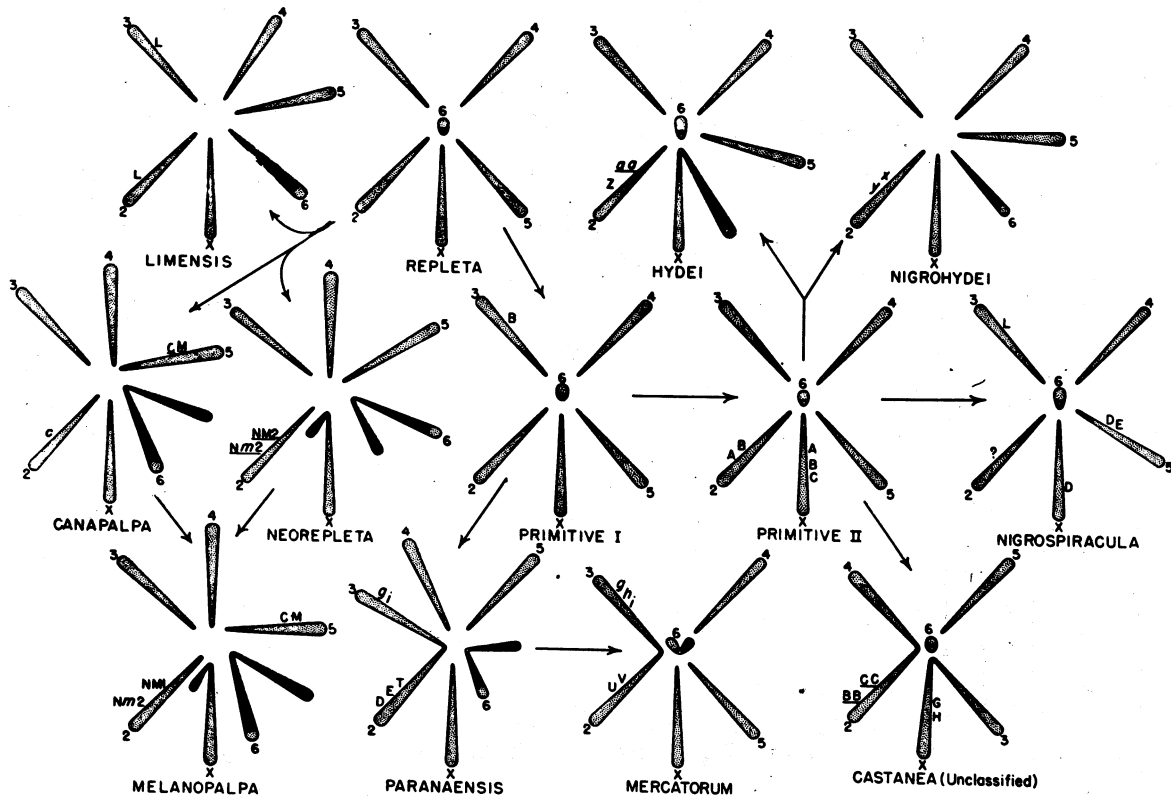 3 L 4 5 6 X L 2
LIMENSIS
3 4 6 5 X 2
REPLETA
3 4 6 5 X 2 aa z
HYDEI
3 4 5 6 X 2 y x
NIGROHYDEI
3 4 CM 5 6 X 2 c
CANAPALPA
3 4 5 6 X 2 NM2 Nm2
NEOREPLETA
3 B 4 6 5 X 2
PRIMITIVE I
3 4 6 A B A B C 2 5 X
PRIMITIVE II
3 L 4 6 DE 5 ? 2 D X
NIGROSPIRACULA
3 4 CM 5 NM1 Nm2 2 6 X
MELANOPALPA
4 5 3 gi D E T 2 6 X
PARANAENSIS
3 ghi 4 6 U V 2 5 X
MERCATORUM
4 5 6 CC BB 2 G H 3 X
CASTANEA (Unclassified)